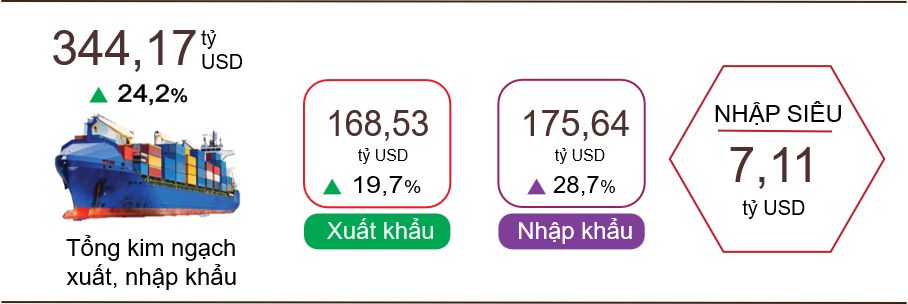 344,17 tỷ
USD
▲ 24,2%
Tổng kim ngạch
xuất, nhập khẩu
168,53
tỷ USD
▲ 19,7%
Xuất khẩu
175,64
tỷ USD
▲ 28,7%
Nhập khẩu
NHẬP SIÊU
7,11
tỷ USD